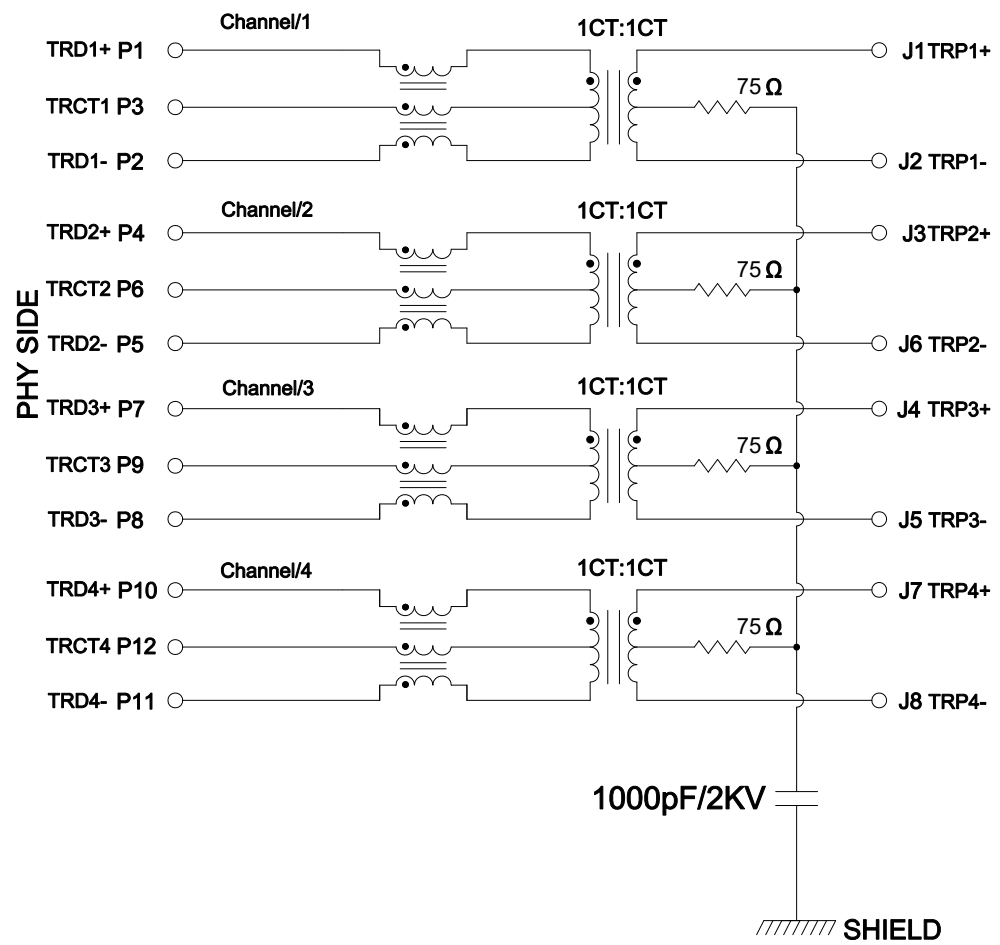 Channel/1
1CT:1CT
TRD1+ P1
J1 TRP1+
TRCT1 P3
75 Ω
TRD1- P2
J2 TRP1-
Channel/2
1CT:1CT
TRD2+ P4
J3 TRP2+
TRCT2 P6
75 Ω
TRD2- P5
J6 TRP2-
PHY SIDE
Channel/3
1CT:1CT
TRD3+ P7
J4 TRP3+
TRCT3 P9
75 Ω
TRD3- P8
J5 TRP3-
Channel/4
1CT:1CT
TRD4+ P10
J7 TRP4+
TRCT4 P12
75 Ω
TRD4- P11
J8 TRP4-
1000pF/2KV
SHIELD